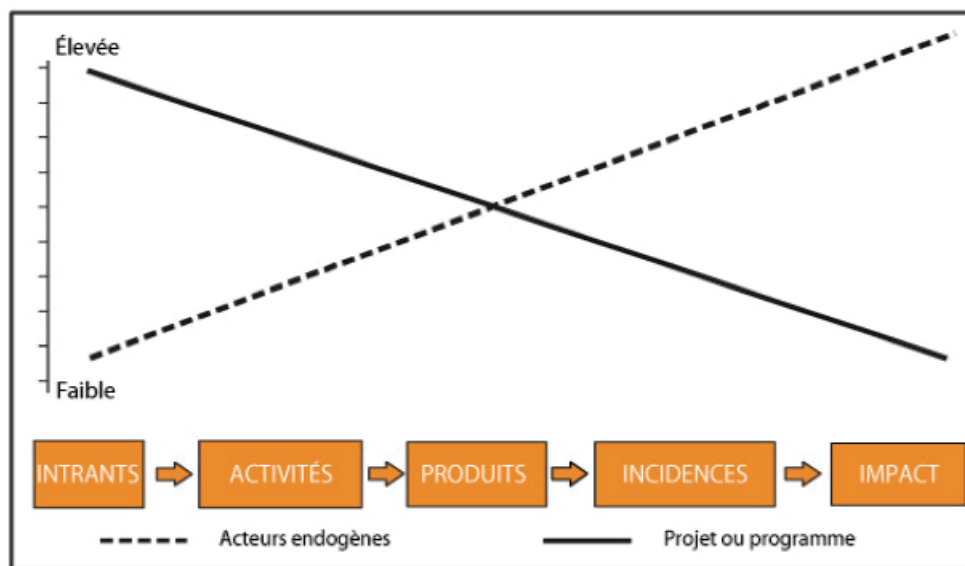 Élevée
Faible
INTRANTS ACTIVITÉS PRODUITS INCIDENCES IMPACT
Acteurs endogènes Projet ou programme